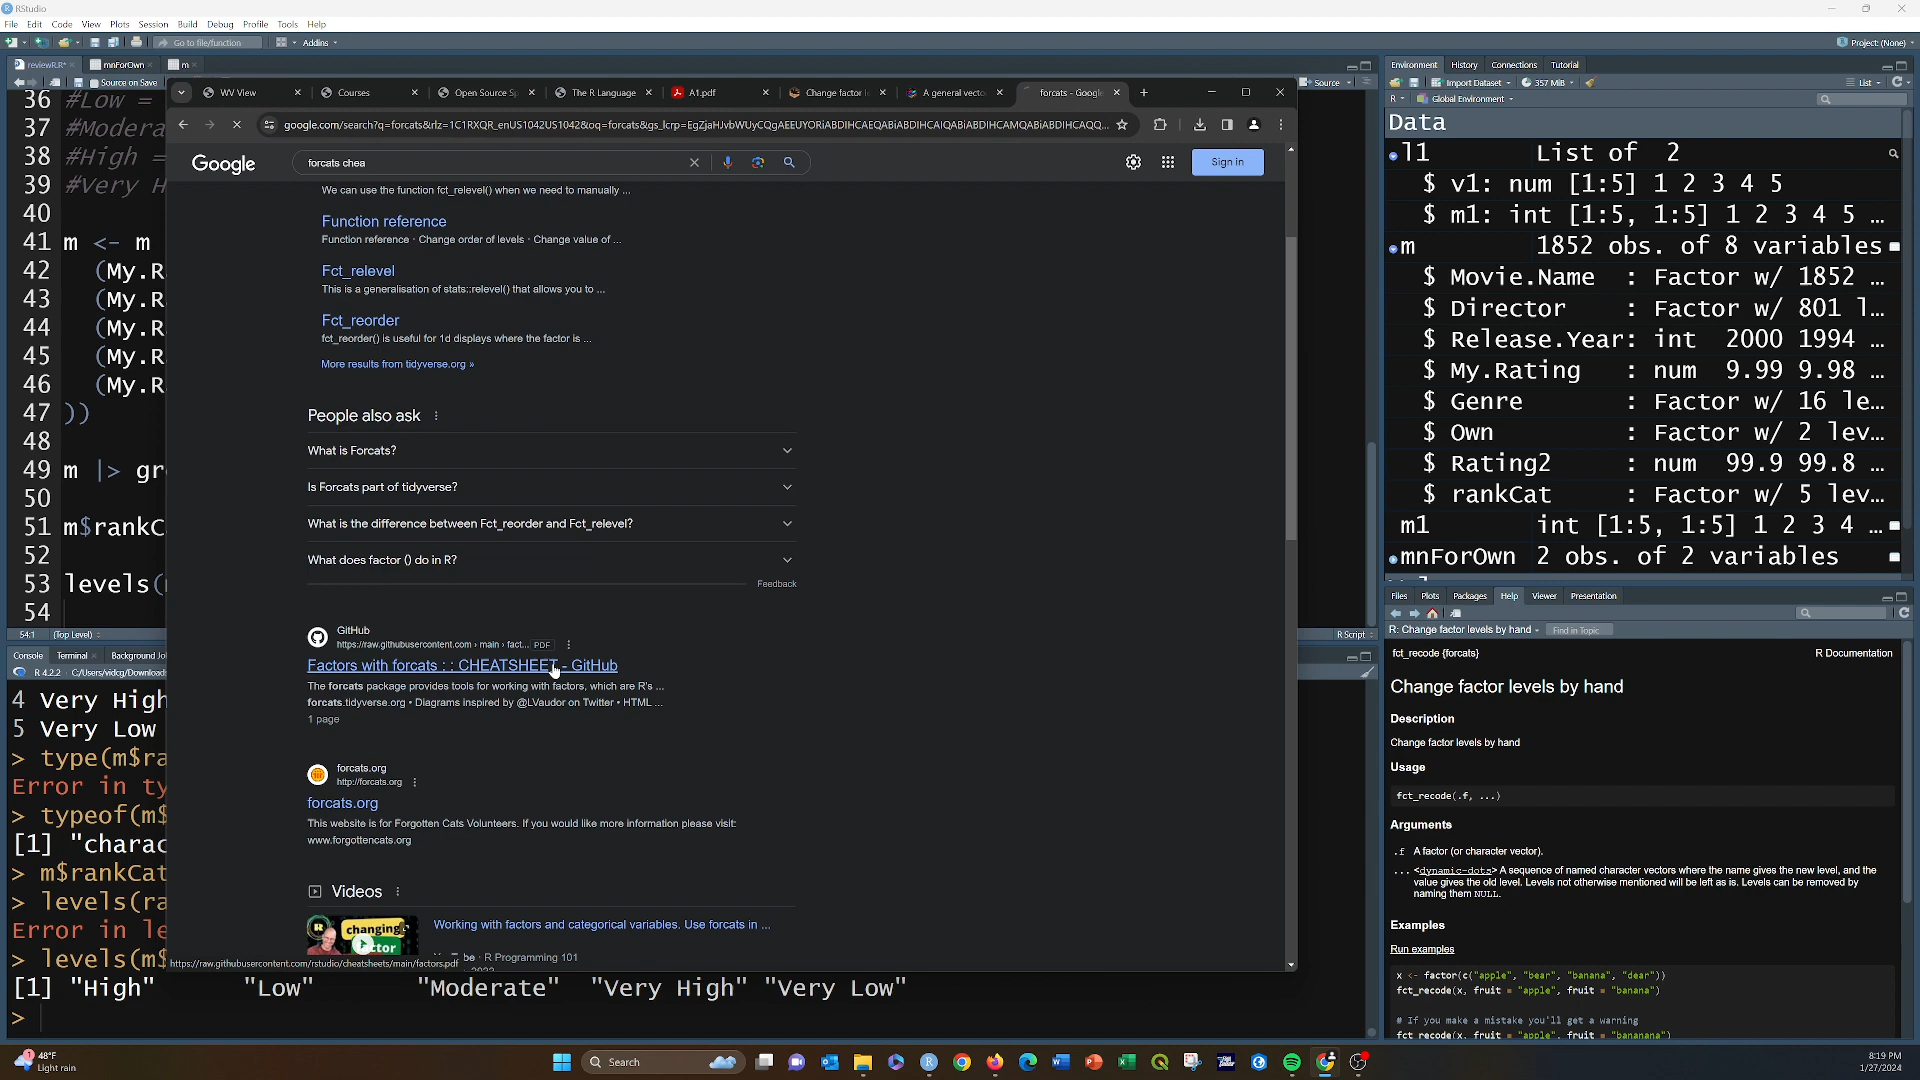 RStudio
File Edit Code View Plots Session Build Debug Profile Tools Help
Go to file/function Addins Project: (None)
reviewR.R* mnForOwn m
Source on Save Source
36 #Low =
37 #Modera
38 #High =
39 #Very H
40
41 m <- m
42 (My.R
43 (My.R
44 (My.R
45 (My.R
46 (My.R
47 ))
48
49 m |> gr
50
51 m$rankC
52
53 levels(
54
54:1 (Top Level) R Script
Console Terminal Background Jo
R 4.2.2 · C:/Users/vidcg/Download
4 Very High
5 Very Low
> type(m$ra
Error in ty
> typeof(m$
[1] "charac
> m$rankCat
> levels(ra
Error in le
> levels(m$
[1] "High" "Low" "Moderate" "Very High" "Very Low"
>
WV View Courses Open Source Sp The R Language A1.pdf Change factor l A general vecto forcats - Google
google.com/search?q=forcats&rlz=1C1RXQR_enUS1042US1042&oq=forcats&gs_lcrp=EgZjaHJvbWUyCQgAEEUYORiABDIHCAEQABiABDIHCAIQABiABDIHCAMQABiABDIHCAQQ...
Google forcats chea Sign in
We can use the function fct_relevel() when we need to manually ...
Function reference
Function reference · Change order of levels · Change value of ...
Fct_relevel
This is a generalisation of stats::relevel() that allows you to ...
Fct_reorder
fct_reorder() is useful for 1d displays where the factor is ...
More results from tidyverse.org »
People also ask
What is Forcats?
Is Forcats part of tidyverse?
What is the difference between Fct_reorder and Fct_relevel?
What does factor () do in R?
Feedback
GitHub
https://raw.githubusercontent.com › main › fact... PDF
Factors with forcats : : CHEATSHEET - GitHub
The forcats package provides tools for working with factors, which are R's ...
forcats.tidyverse.org • Diagrams inspired by @LVaudor on Twitter • HTML ...
1 page
forcats.org
http://forcats.org
forcats.org
This website is for Forgotten Cats Volunteers. If you would like more information please visit:
www.forgottencats.org
Videos
changing
factor
Working with factors and categorical variables. Use forcats in ...
be · R Programming 101
https://raw.githubusercontent.com/rstudio/cheatsheets/main/factors.pdf
Environment History Connections Tutorial
Import Dataset 357 MiB List
R Global Environment
Data
l1 List of 2
$ v1: num [1:5] 1 2 3 4 5
$ m1: int [1:5, 1:5] 1 2 3 4 5 ...
m 1852 obs. of 8 variables
$ Movie.Name : Factor w/ 1852 ...
$ Director : Factor w/ 801 l...
$ Release.Year: int 2000 1994 ...
$ My.Rating : num 9.99 9.98 ...
$ Genre : Factor w/ 16 le...
$ Own : Factor w/ 2 lev...
$ Rating2 : num 99.9 99.8 ...
$ rankCat : Factor w/ 5 lev...
m1 int [1:5, 1:5] 1 2 3 4 ...
mnForOwn 2 obs. of 2 variables
Files Plots Packages Help Viewer Presentation
R: Change factor levels by hand Find in Topic
fct_recode {forcats} R Documentation
Change factor levels by hand
Description
Change factor levels by hand
Usage
fct_recode(.f, ...)
Arguments
.f A factor (or character vector).
... <dynamic-dots> A sequence of named character vectors where the name gives the new level, and the
value gives the old level. Levels not otherwise mentioned will be left as is. Levels can be removed by
naming them NULL.
Examples
Run examples
x <- factor(c("apple", "bear", "banana", "dear"))
fct_recode(x, fruit = "apple", fruit = "banana")
# If you make a mistake you'll get a warning
fct_recode(x, fruit = "apple", fruit = "bananana")
1 48°F
Light rain
Search
8:19 PM
1/27/2024